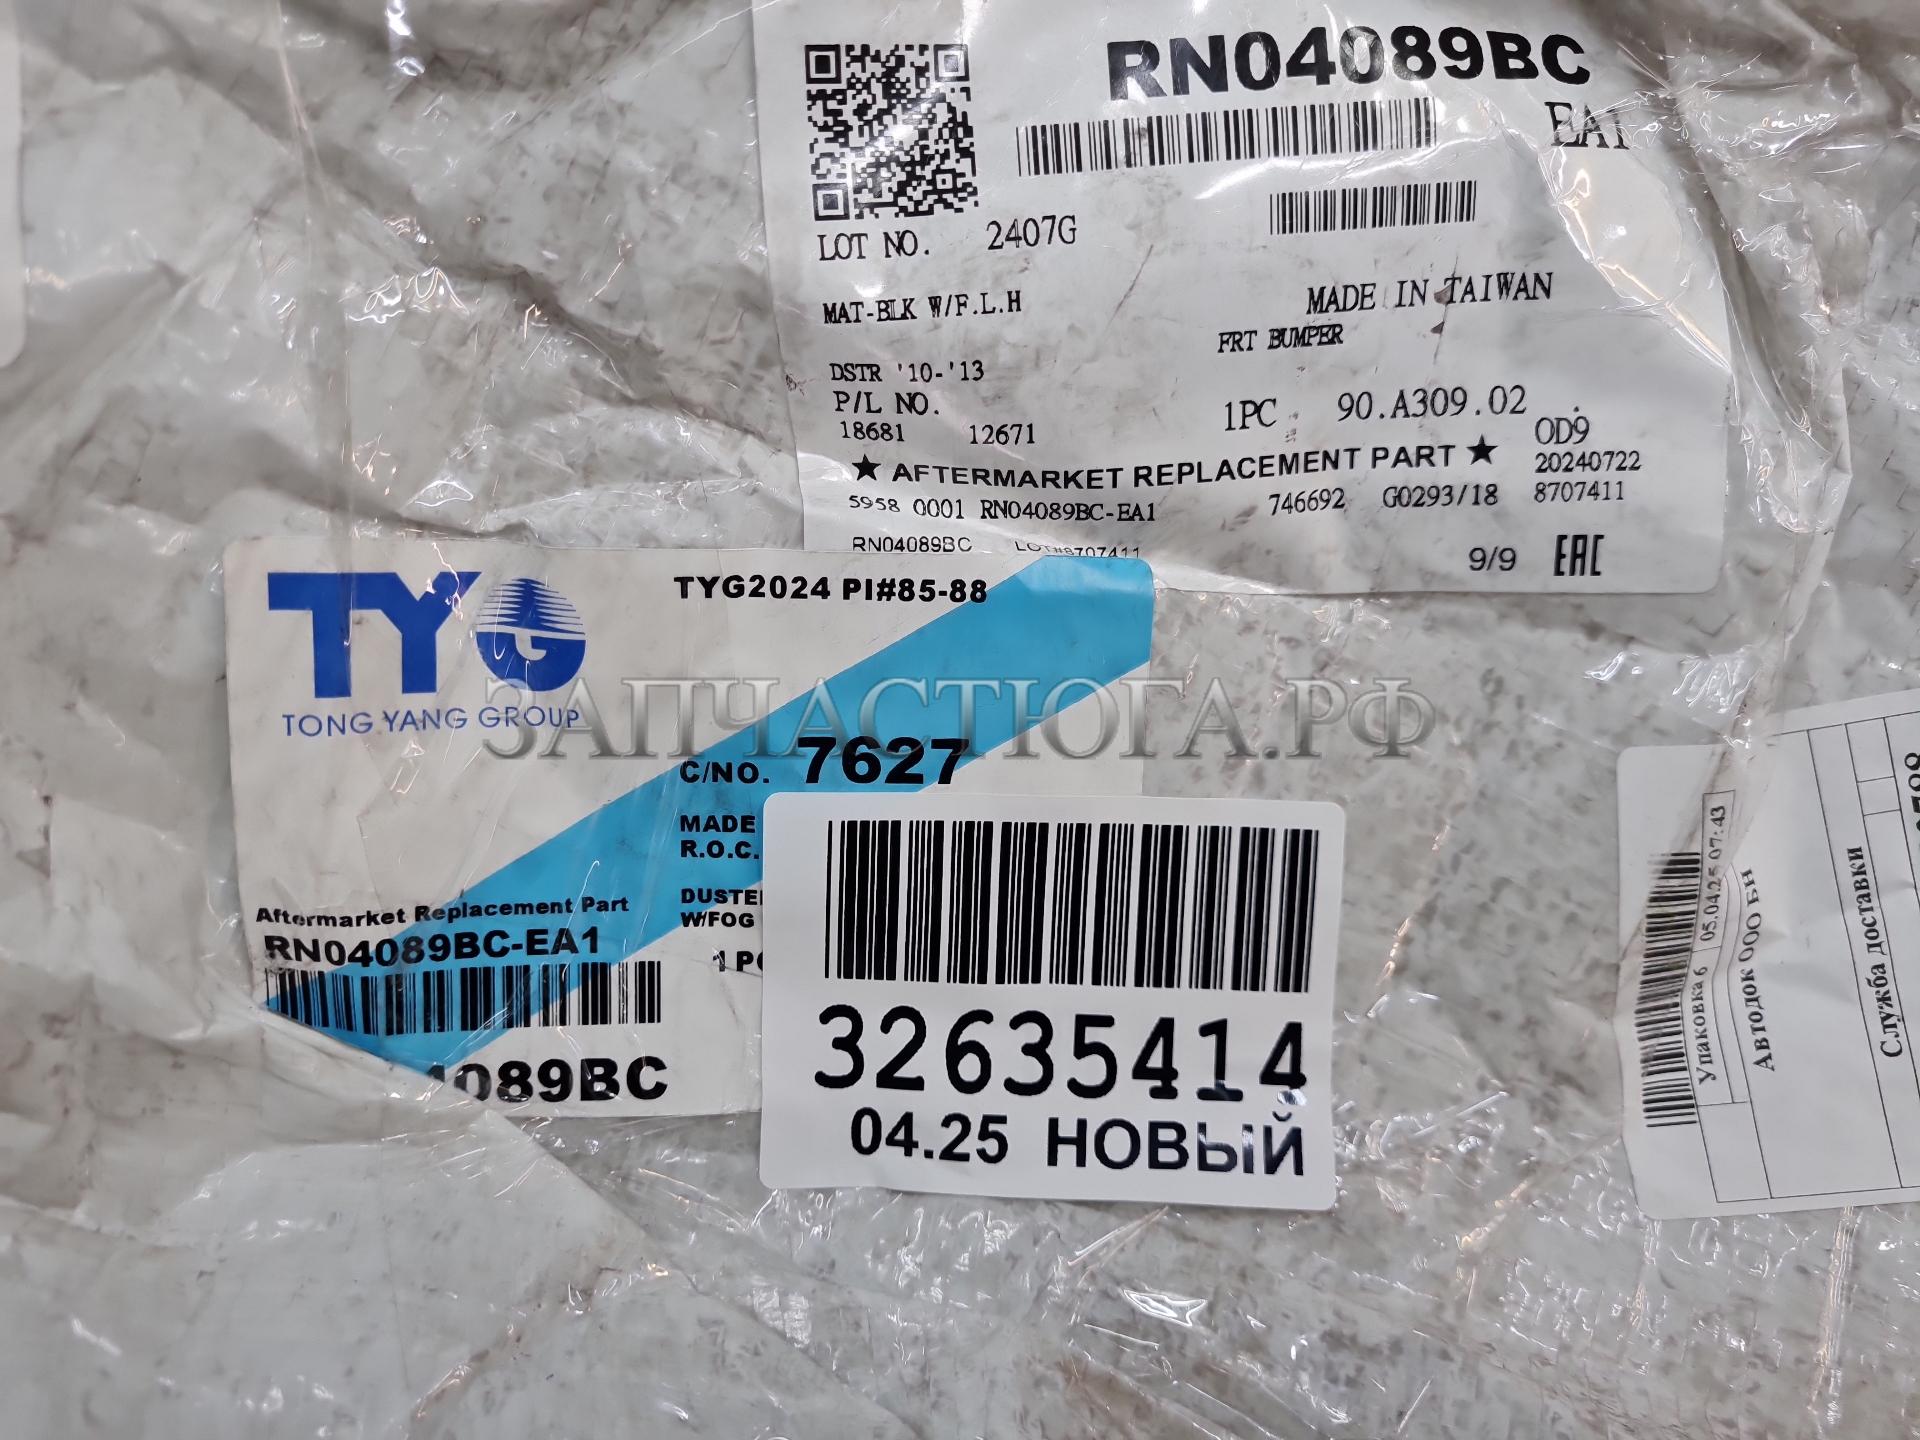 RN04089BC
EA1
LOT NO. 2407G
MADE IN TAIWAN
MAT-BLK W/F.L.H
FRT BUMPER
DSTR '10-'13
P/L NO.
1PC 90.A309.02
18681 12671
OD9
★ AFTERMARKET REPLACEMENT PART ★
20240722
5958 0001 RN04089BC-EA1 746692 G0293/18 8707411
RN04089BC LOT#8707411
9/9 EAC
TYG
TONG YANG GROUP
TYG2024 PI#85-88
ЗАПЧАСТЮГА.РФ
C/NO. 7627
MADE
R.O.C.
W/FOG
Aftermarket Replacement Part
RN04089BC-EA1
4089BC
32635414
04.25 НОВЫЙ
Упаковка 6 05.04.25 07:43
Автодок ООО БН
Служба доставки